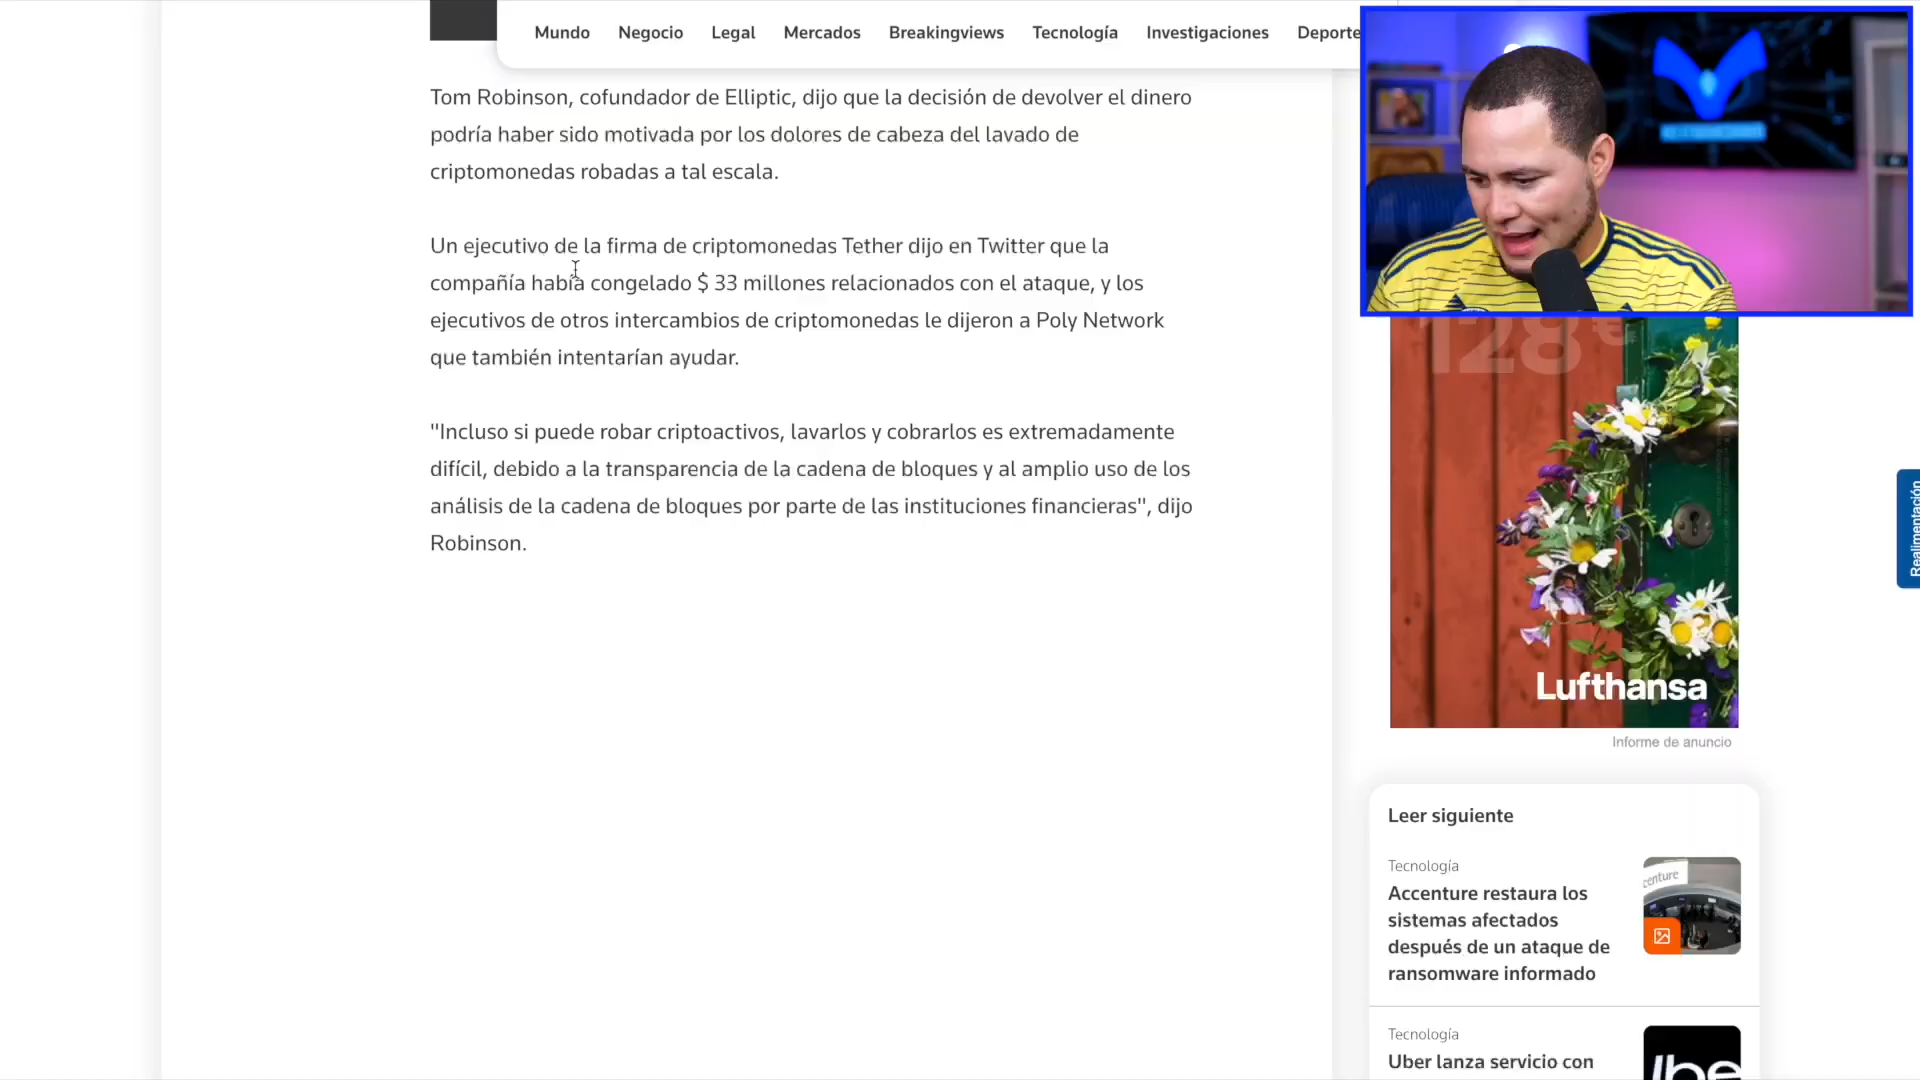 Mundo Negocio Legal Mercados Breakingviews Tecnología Investigaciones Deporte
Tom Robinson, cofundador de Elliptic, dijo que la decisión de devolver el dinero
podría haber sido motivada por los dolores de cabeza del lavado de
criptomonedas robadas a tal escala.
Un ejecutivo de la firma de criptomonedas Tether dijo en Twitter que la
compañía había congelado $ 33 millones relacionados con el ataque, y los
ejecutivos de otros intercambios de criptomonedas le dijeron a Poly Network
que también intentarían ayudar.
"Incluso si puede robar criptoactivos, lavarlos y cobrarlos es extremadamente
difícil, debido a la transparencia de la cadena de bloques y al amplio uso de los
análisis de la cadena de bloques por parte de las instituciones financieras", dijo
Robinson.
128 €
Lufthansa
Informe de anuncio
Realimentación
Leer siguiente
Tecnología
Accenture restaura los
sistemas afectados
después de un ataque de
ransomware informado
centure
Tecnología
Uber lanza servicio con